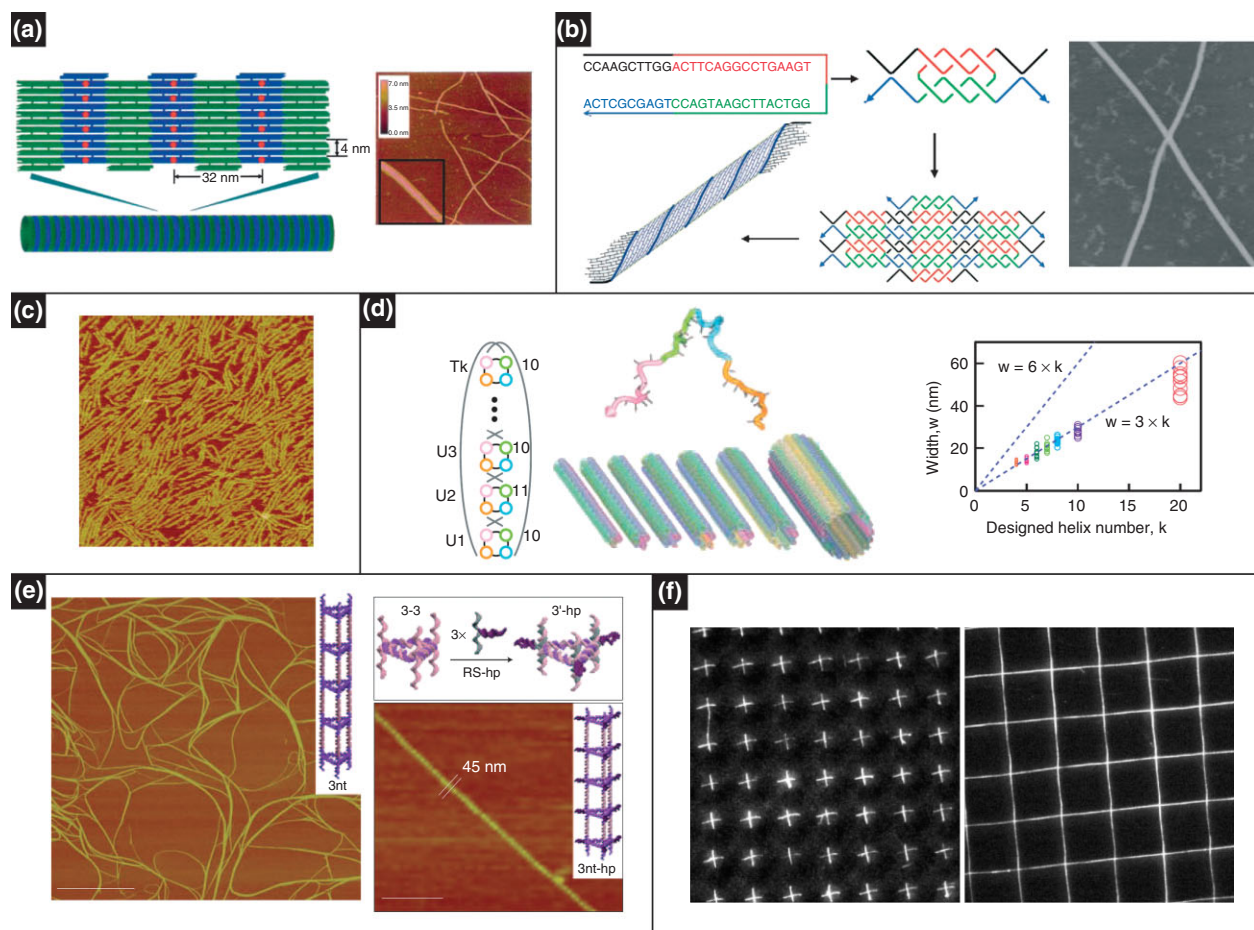 (a)
7.0 nm
3.5 nm
0.0 nm
4 nm
32 nm
(b)
CCAAGCTTGGACTTCAGGCCTGAAGT
ACTCGCGAGTCCAGTAAGCTTACTGG
(c)
(d)
Tk
10
U3
10
U2
11
U1
10
60
40
20
0
Width,w (nm)
w = 6 × k
w = 3 × k
0
5
10
15
20
Designed helix number, k
(e)
3nt
3-3
3×
RS-hp
3'-hp
45 nm
3nt-hp
(f)